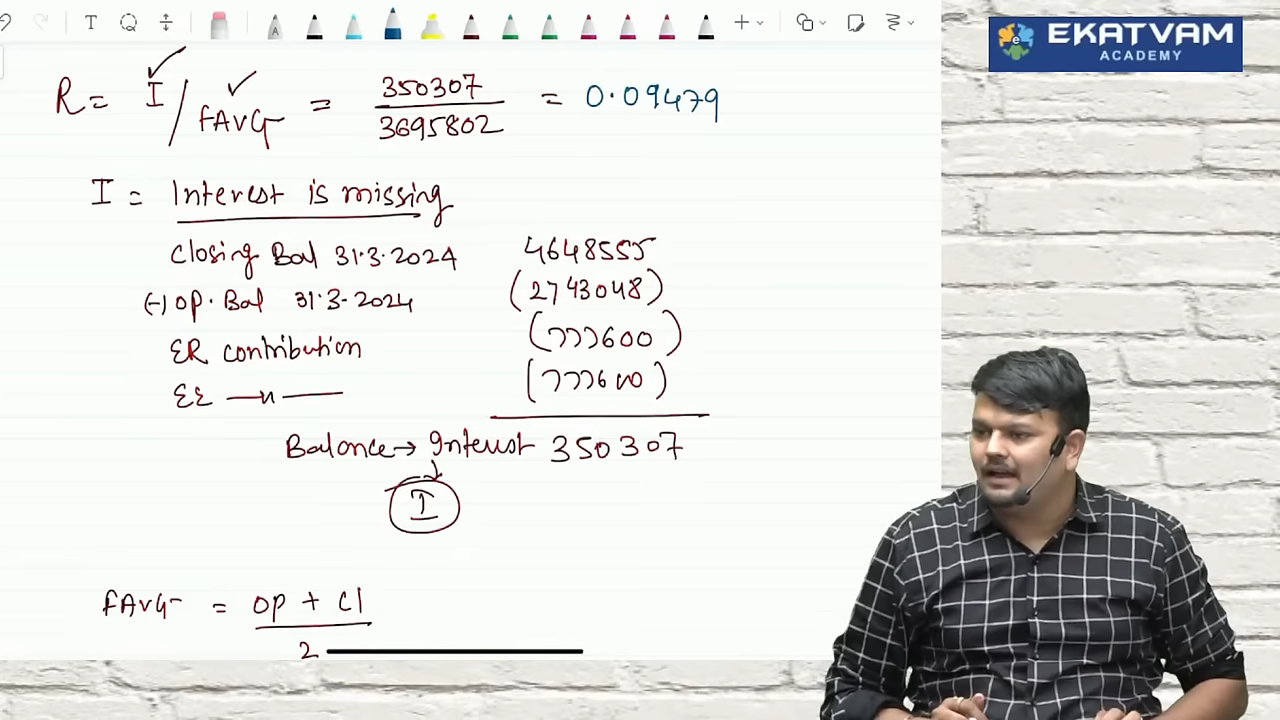 T
A
EKATVAM
ACADEMY
R = I / FAVG = 350307 / 3695802 = 0.09479
I = Interest is missing
Closing Bal 31.3.2024 4648555
(-) OP. Bal 31.3.2024 (2743048)
ER contribution (777600)
EE —"— (777600)
Balance → Interest 350307
I
FAVG = OP + Cl
2